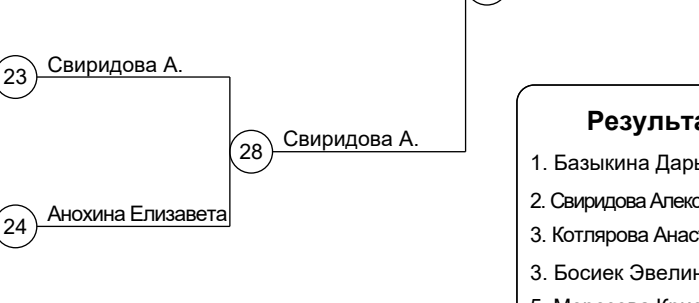 23 Свиридова А.
28 Свиридова А.
24 Анохина Елизавета
Результа
1. Базыкина Дарь
2. Свиридова Алекс
3. Котлярова Анас
3. Босиек Эвелин